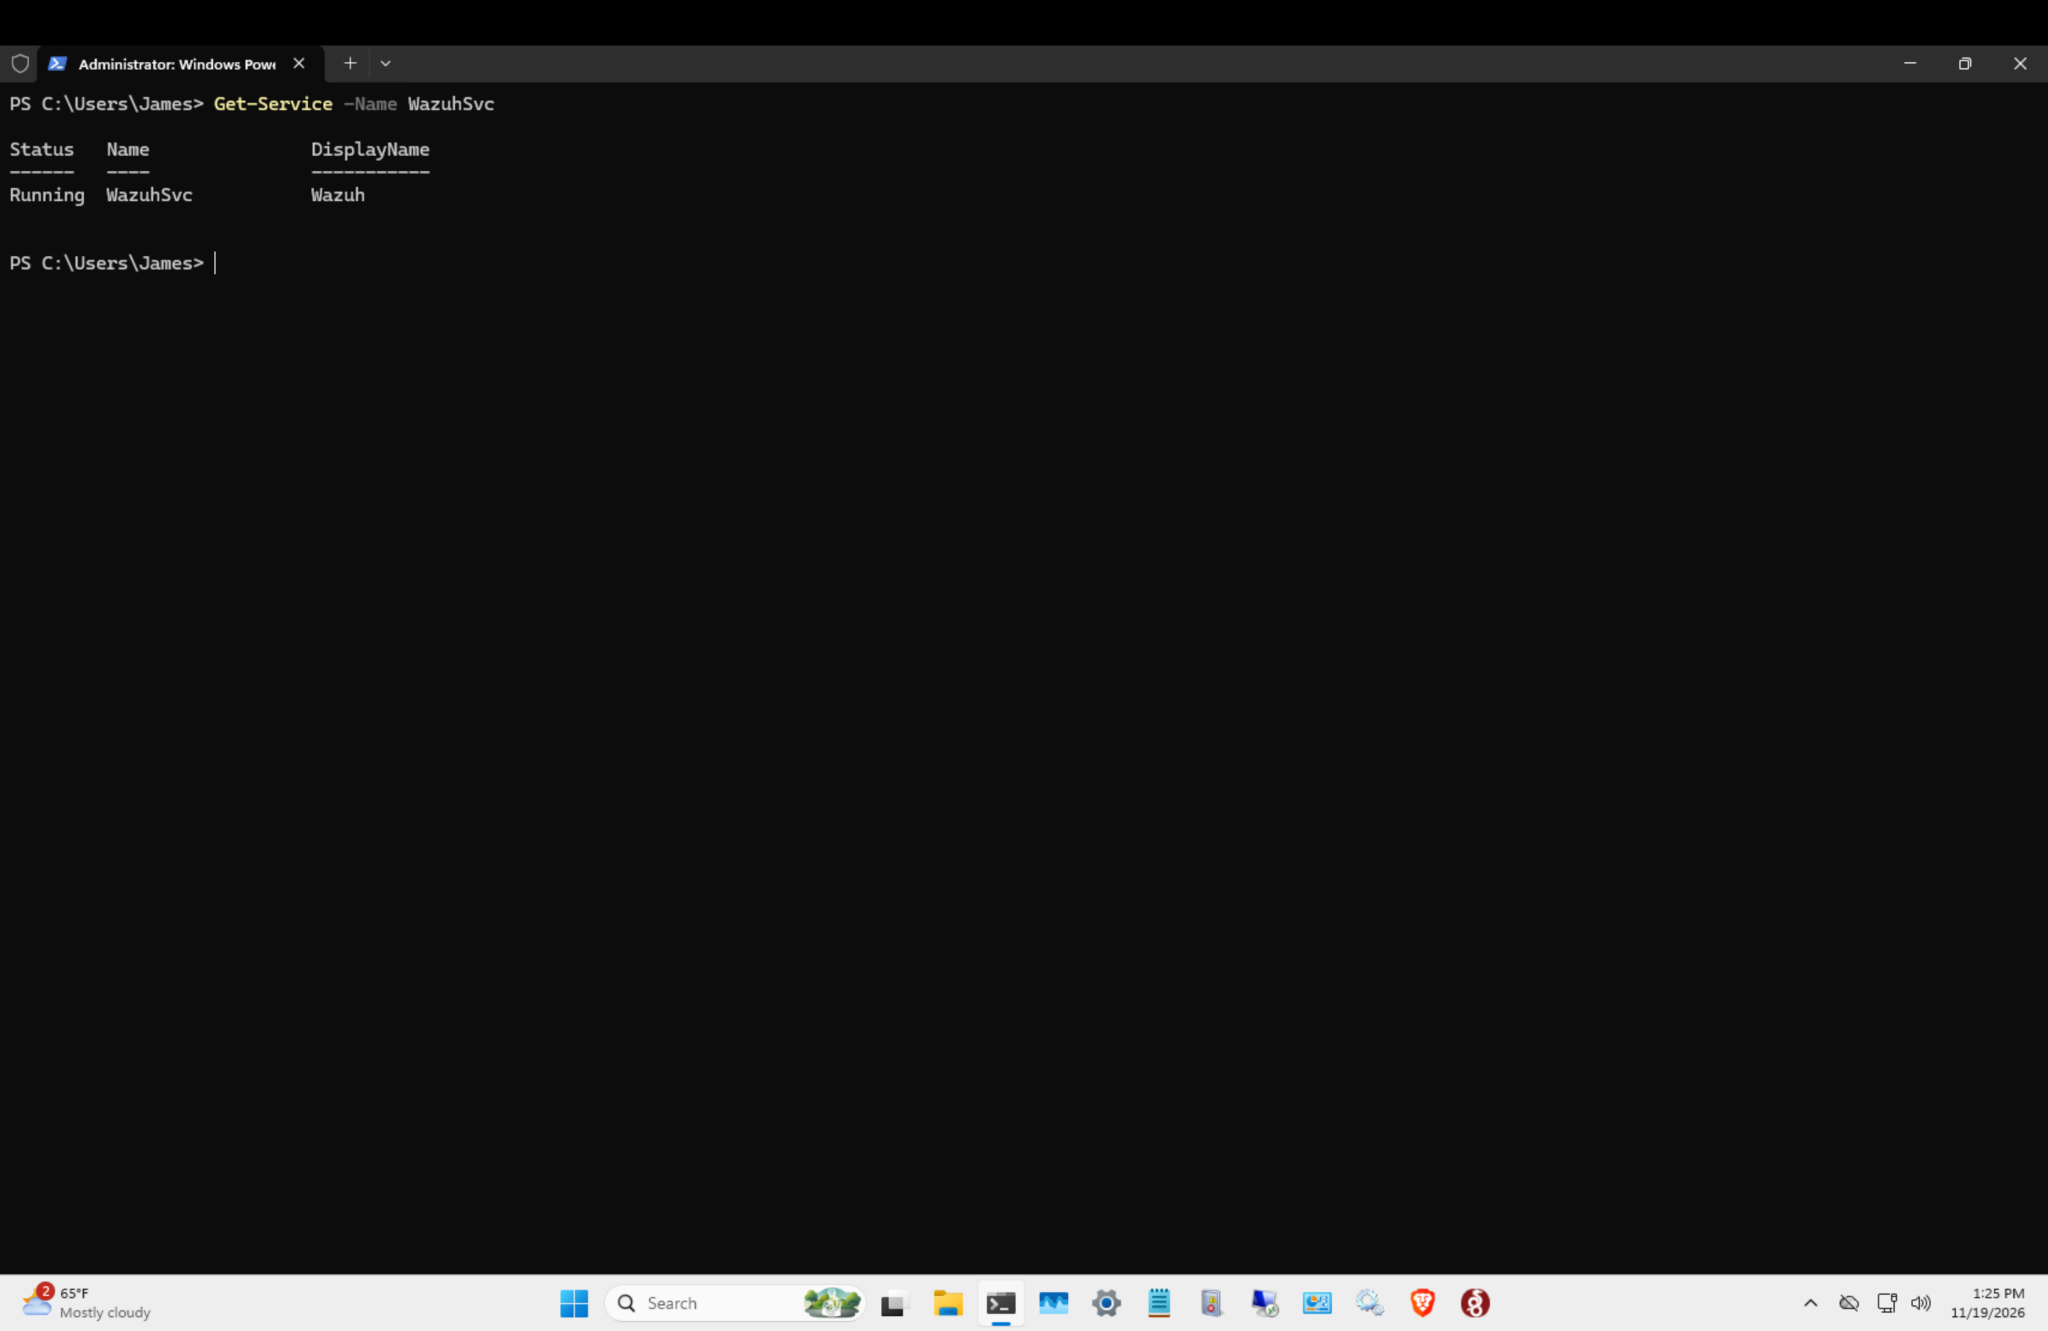 Administrator: Windows Powe
PS C:\Users\James> Get-Service -Name WazuhSvc
Status   Name               DisplayName
------   ----               -----------
Running  WazuhSvc           Wazuh
PS C:\Users\James>
2
65°F
Mostly cloudy
Search
1:25 PM
11/19/2026